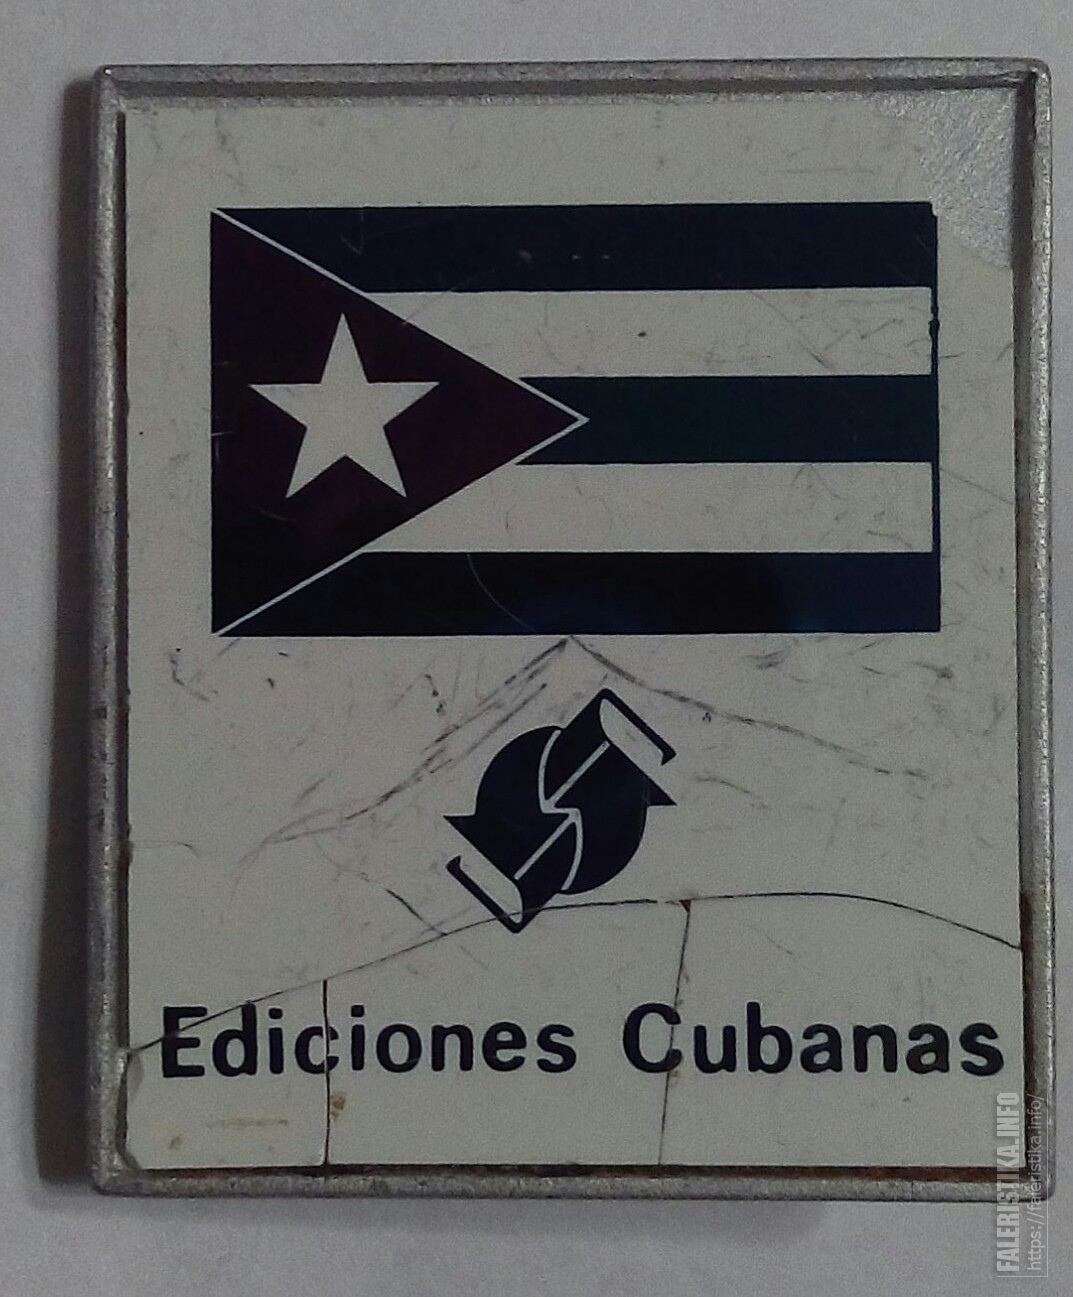 Ediciones Cubanas
FALERISTIKA.INFO
https://faleristika.info/